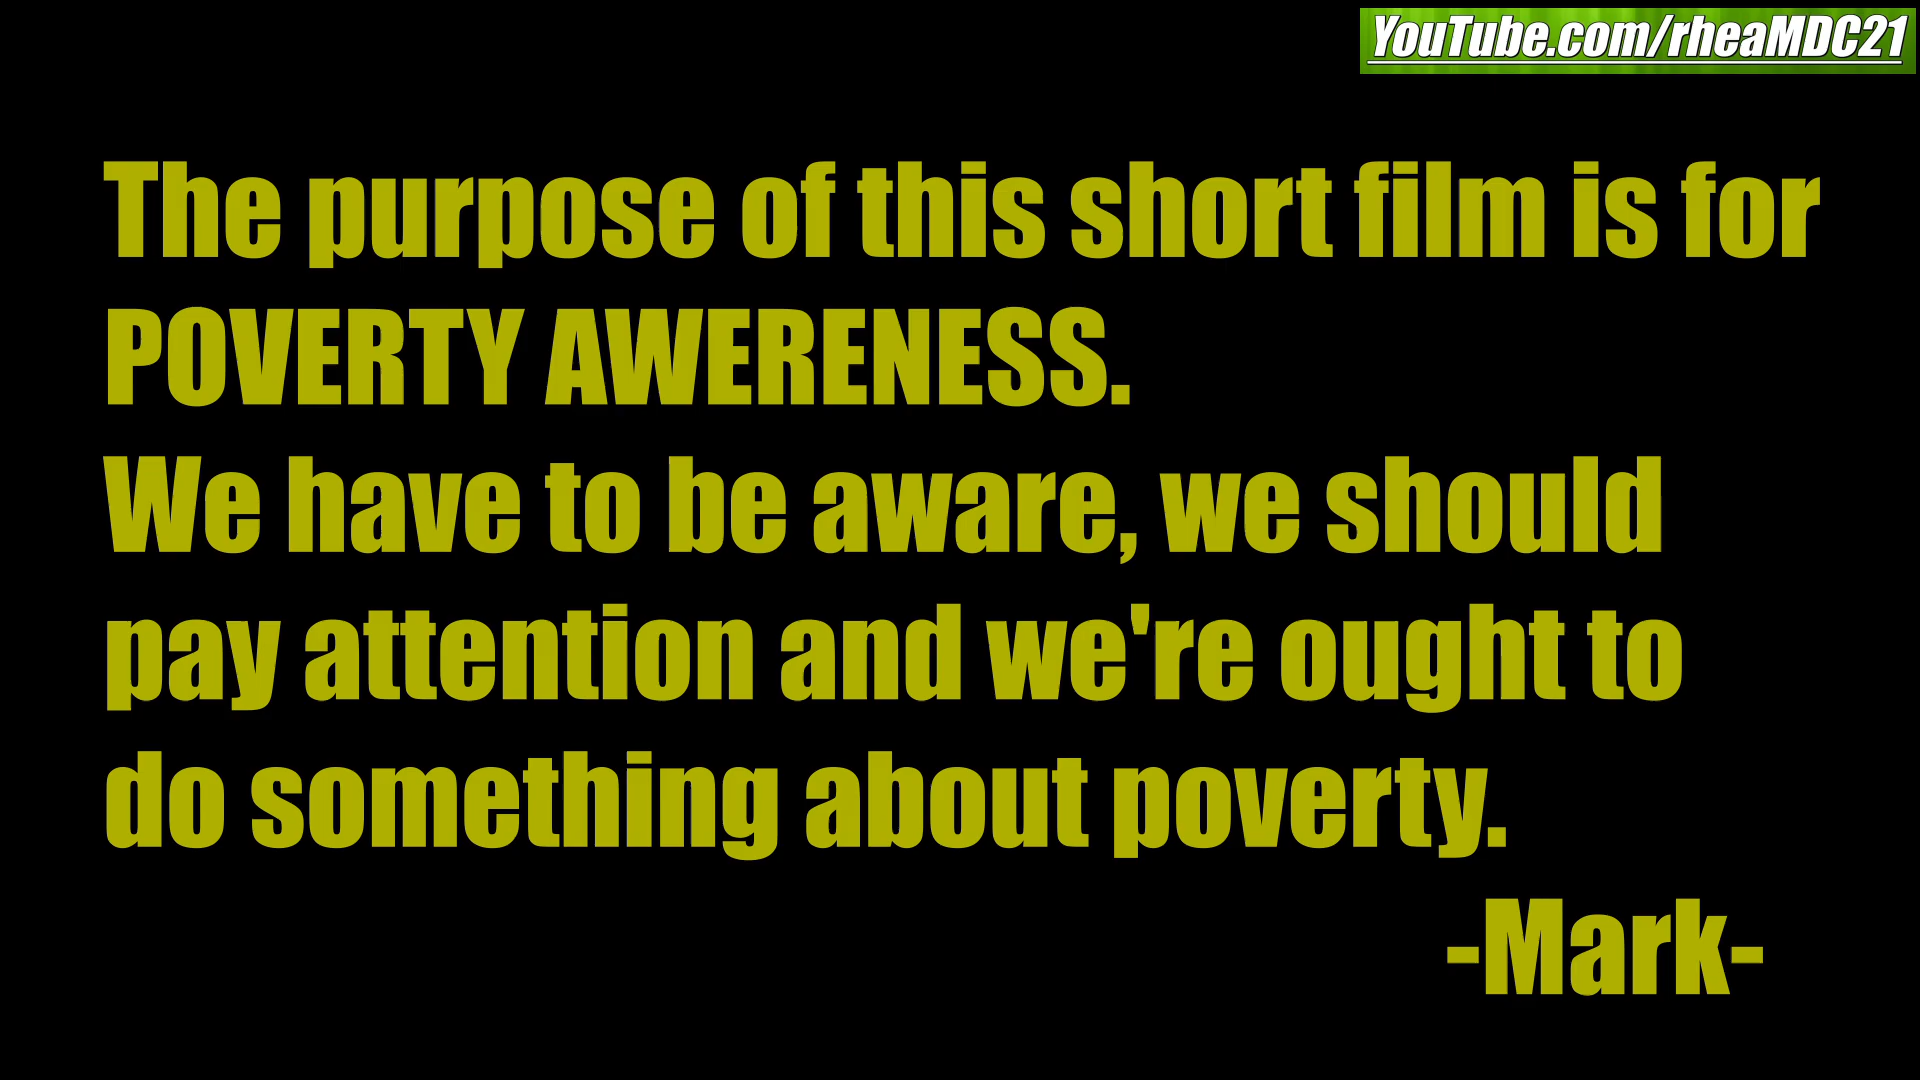 YouTube.com/rheaMDC21
The purpose of this short film is for
POVERTY AWERENESS.
We have to be aware, we should
pay attention and we're ought to
do something about poverty.
-Mark-